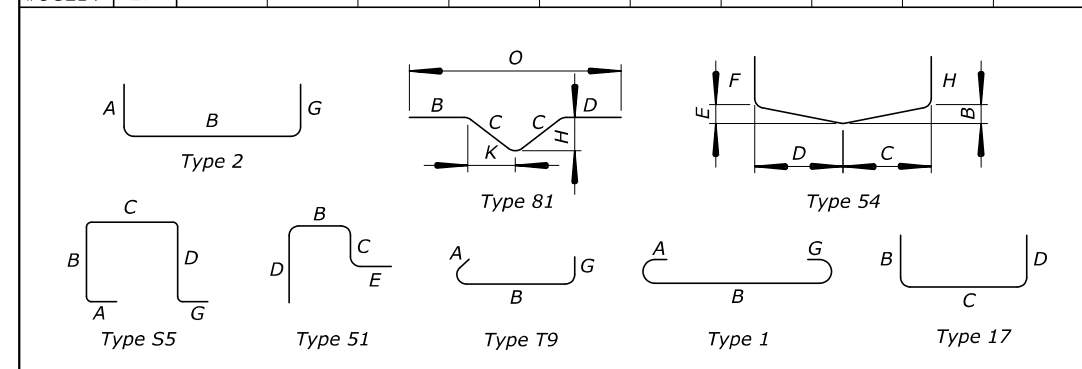 O
A
B
G
Type 2
B
C
C
D
H
K
Type 81
F
H
E
B
D
C
Type 54
C
B
D
A
G
Type S5
B
C
D
E
Type 51
A
G
B
Type T9
A
G
B
Type 1
B
D
C
Type 17